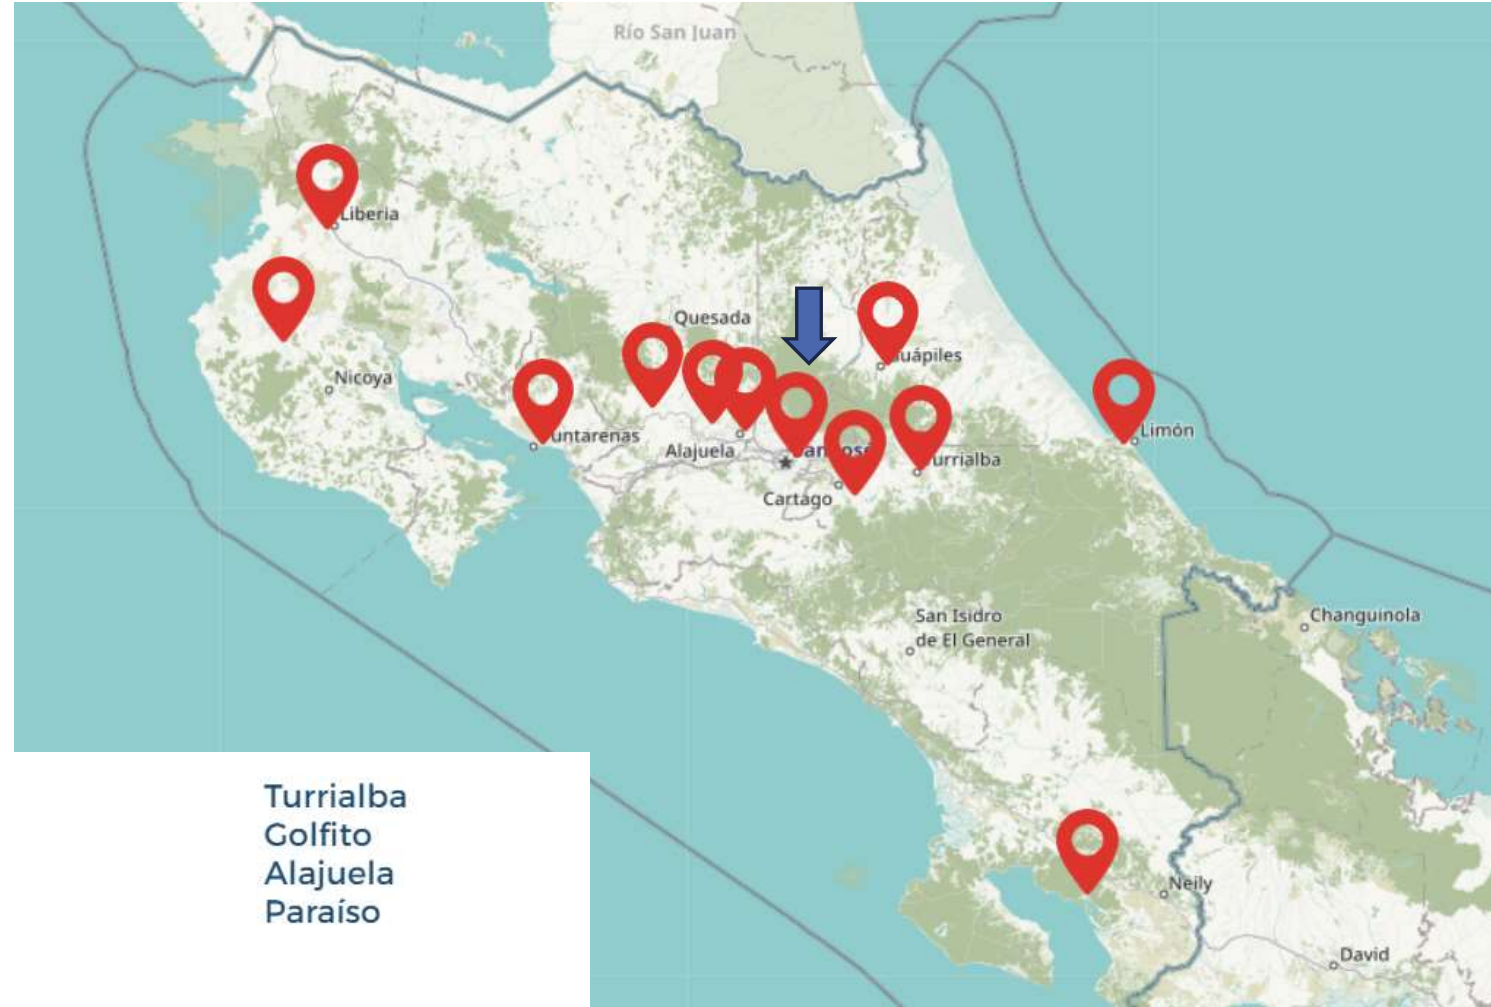 Río San Juan
Liberia
Quesada
uápiles
Nicoya
Limón
untarenas
Alajuela
urrialba
Cartago
San Isidro
de El General
Changuinola
Turrialba
Golfito
Alajuela
Paraíso
Neily
David